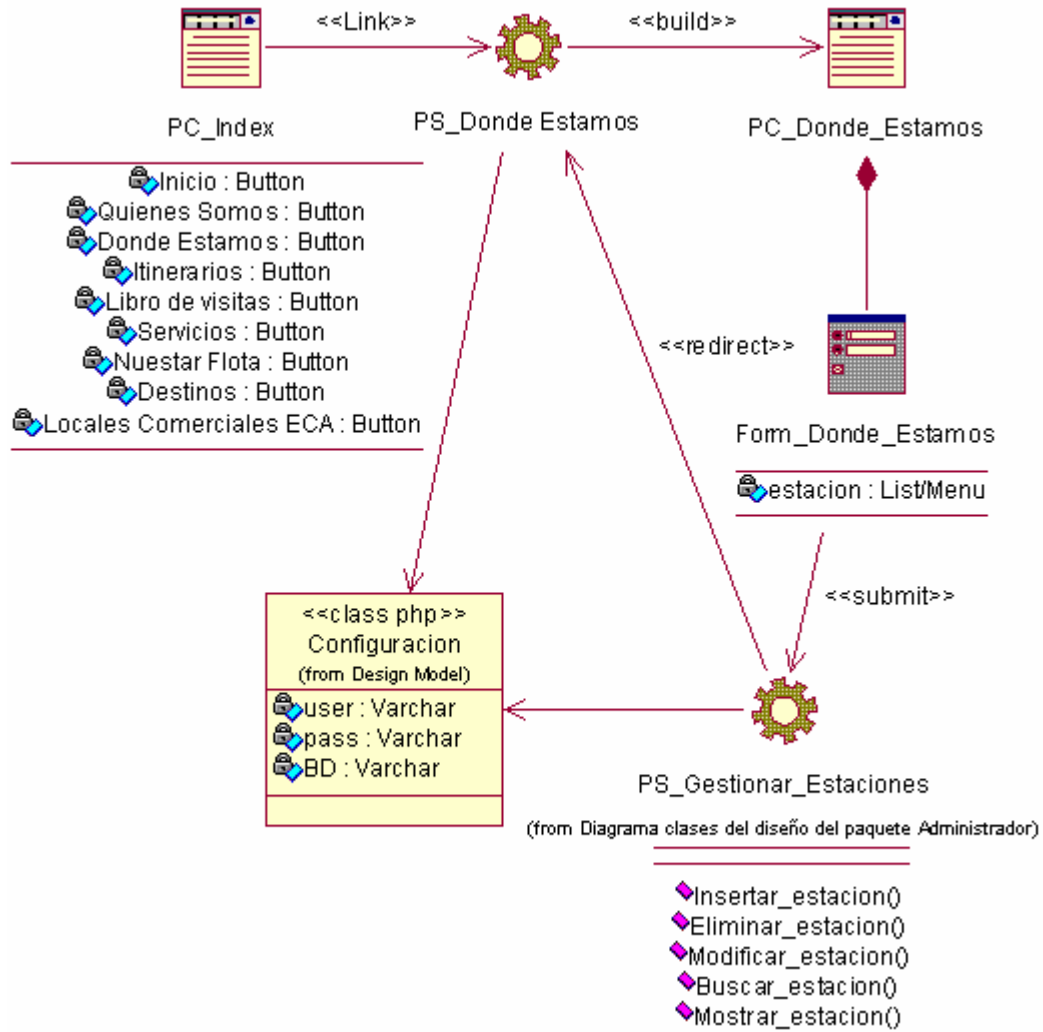 <<Link>>
<<build>>
PC_Index
PS_Donde Estamos
PC_Donde_Estamos
Inicio : Button
Quienes Somos : Button
Donde Estamos : Button
Itinerarios : Button
Libro de visitas : Button
Servicios : Button
Nuestar Flota : Button
Destinos : Button
Locales Comerciales ECA : Button
<<redirect>>
Form_Donde_Estamos
estacion : List/Menu
<<submit>>
<<class php>>
Configuracion
(from Design Model)
user : Varchar
pass : Varchar
BD : Varchar
PS_Gestionar_Estaciones
(from Diagrama clases del diseño del paquete Administrador)
Insertar_estacion()
Eliminar_estacion()
Modificar_estacion()
Buscar_estacion()
Mostrar_estacion()